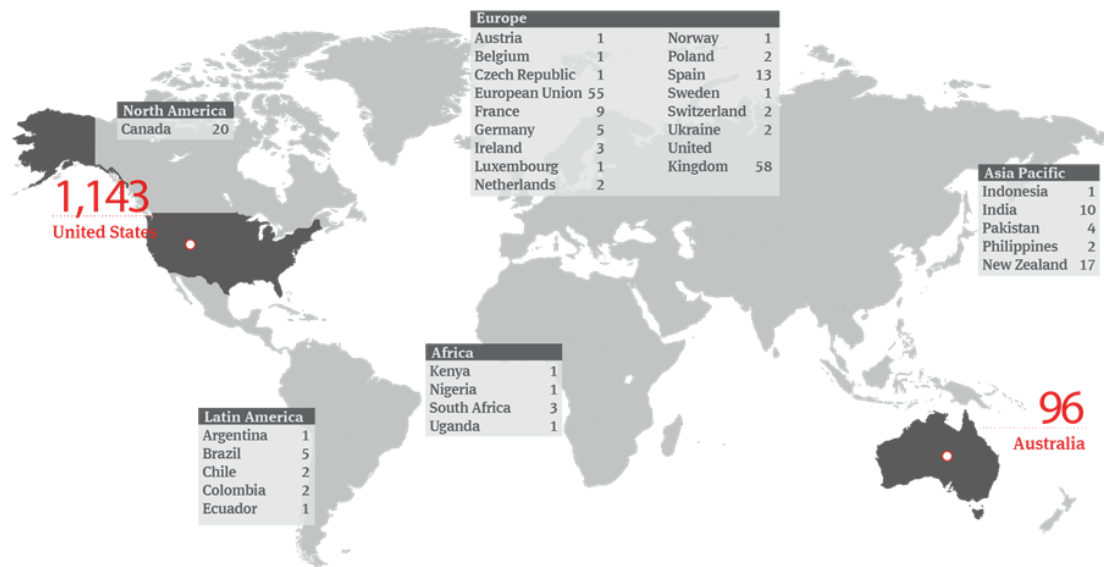 Europe
Austria 1
Belgium 1
Czech Republic 1
European Union 55
France 9
Germany 5
Ireland 3
Luxembourg 1
Netherlands 2
Norway 1
Poland 2
Spain 13
Sweden 1
Switzerland 2
Ukraine 2
United
Kingdom 58
North America
Canada 20
1,143
United States
Asia Pacific
Indonesia 1
India 10
Pakistan 4
Philippines 2
New Zealand 17
Africa
Kenya 1
Nigeria 1
South Africa 3
Uganda 1
Latin America
Argentina 1
Brazil 5
Chile 2
Colombia 2
Ecuador 1
96
Australia